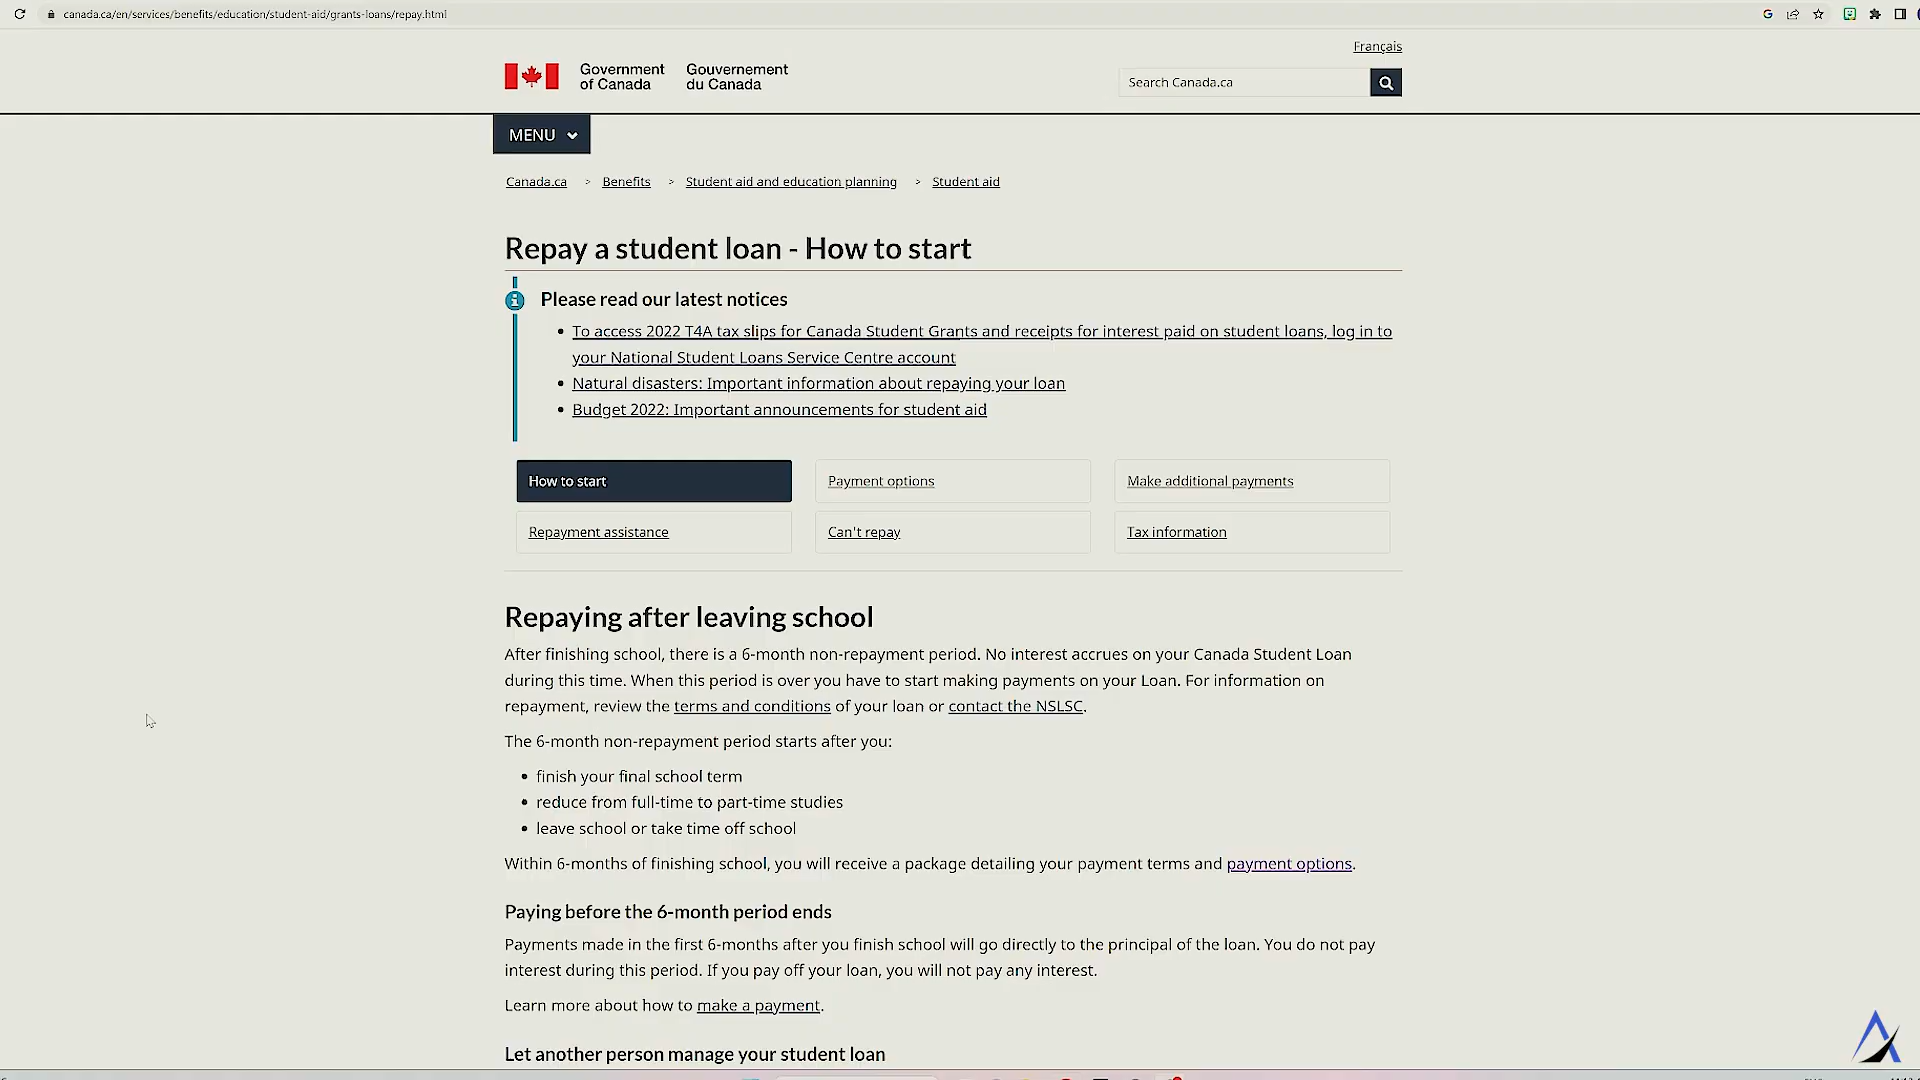 canada.ca/en/services/benefits/education/student-aid/grants-loans/repay.html
Français
Government of Canada
Gouvernement du Canada
Search Canada.ca
MENU
Canada.ca > Benefits > Student aid and education planning > Student aid
Repay a student loan - How to start
Please read our latest notices
• To access 2022 T4A tax slips for Canada Student Grants and receipts for interest paid on student loans, log in to
your National Student Loans Service Centre account
• Natural disasters: Important information about repaying your loan
• Budget 2022: Important announcements for student aid
How to start
Payment options
Make additional payments
Repayment assistance
Can't repay
Tax information
Repaying after leaving school
After finishing school, there is a 6-month non-repayment period. No interest accrues on your Canada Student Loan
during this time. When this period is over you have to start making payments on your Loan. For information on
repayment, review the terms and conditions of your loan or contact the NSLSC.
The 6-month non-repayment period starts after you:
• finish your final school term
• reduce from full-time to part-time studies
• leave school or take time off school
Within 6-months of finishing school, you will receive a package detailing your payment terms and payment options.
Paying before the 6-month period ends
Payments made in the first 6-months after you finish school will go directly to the principal of the loan. You do not pay
interest during this period. If you pay off your loan, you will not pay any interest.
Learn more about how to make a payment.
Let another person manage your student loan